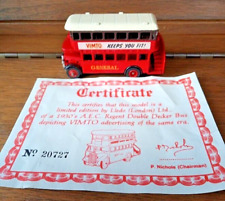 VIMTO KEEPS YOU FIT!
GENERAL
Certificate
This certifies that this model is a
limited edition by Lledo (London) Ltd.,
of a 1930's A.E.C. Regent Double Decker Bus
depicting VIMTO advertising of the same era.
Nº 20727
P. Nichols (Chairman)